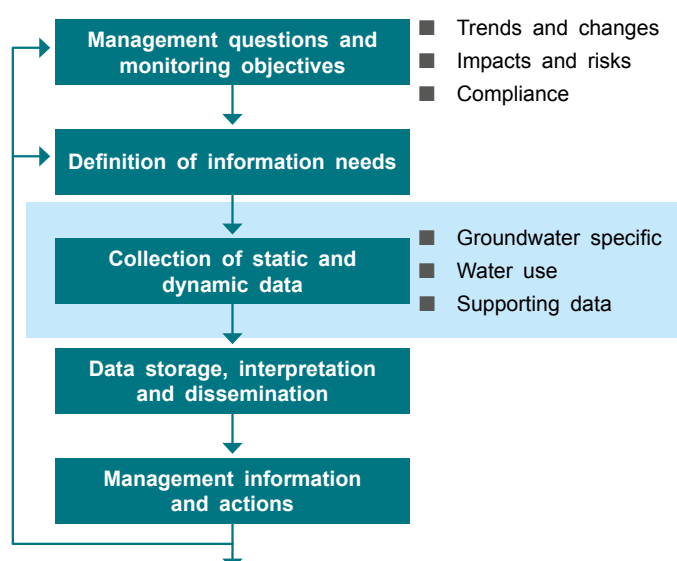 Management questions and
monitoring objectives
■ Trends and changes
■ Impacts and risks
■ Compliance
Definition of information needs
Collection of static and
dynamic data
■ Groundwater specific
■ Water use
■ Supporting data
Data storage, interpretation
and dissemination
Management information
and actions